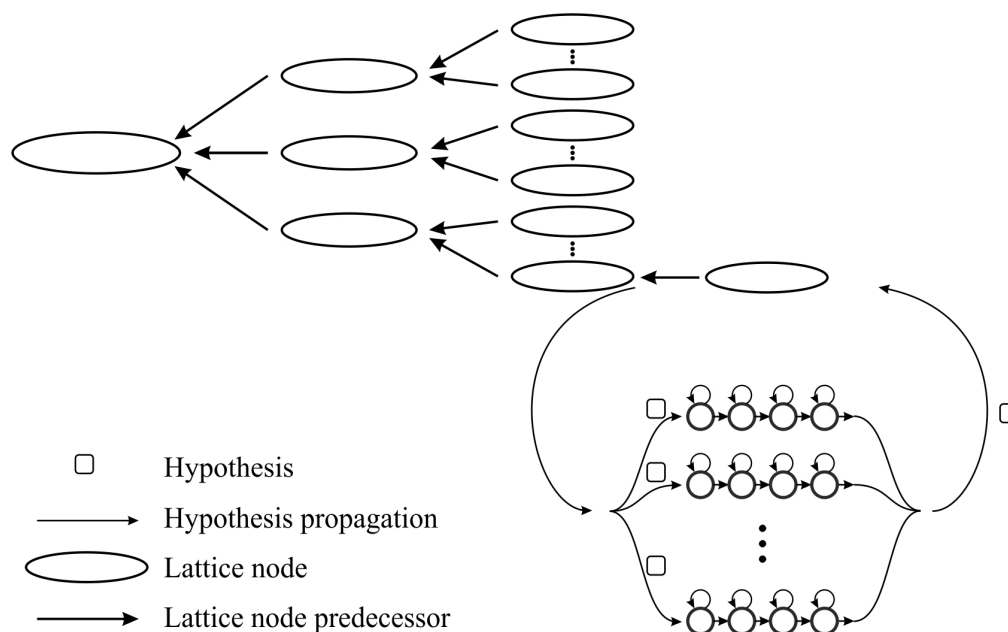 Hypothesis
Hypothesis propagation
Lattice node
Lattice node predecessor